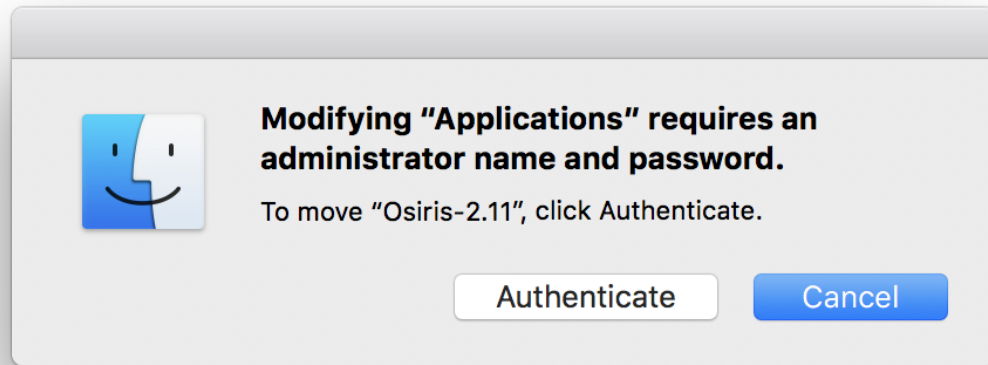 Modifying “Applications” requires an
administrator name and password.
To move “Osiris-2.11”, click Authenticate.
Authenticate
Cancel